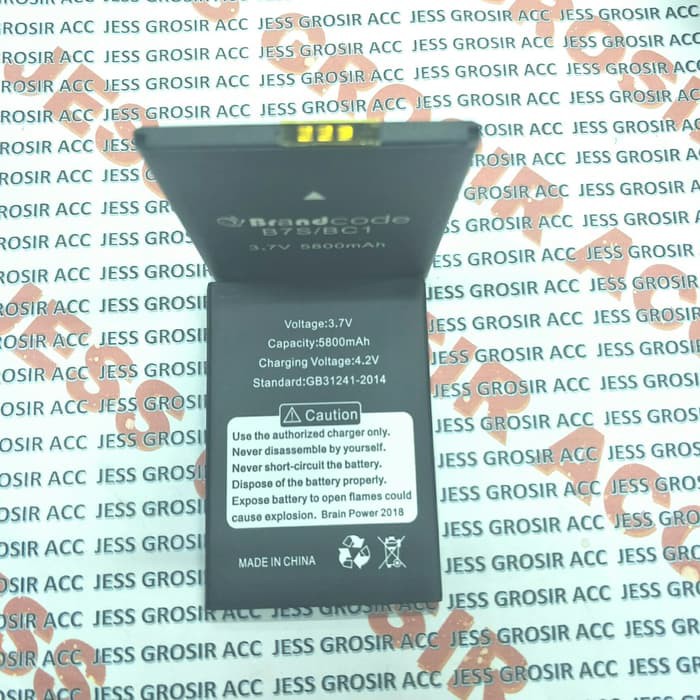 Brandcode
B7S/BC1
3.7V 5800mAh
Voltage:3.7V
Capacity:5800mAh
Charging Voltage:4.2V
Standard:GB31241-2014
Caution
Use the authorized charger only.
Never disassemble by yourself.
Never short-circuit the battery.
Dispose of the battery properly.
Expose battery to open flames could
cause explosion. Brain Power 2018
MADE IN CHINA
JESS GROSIR ACC